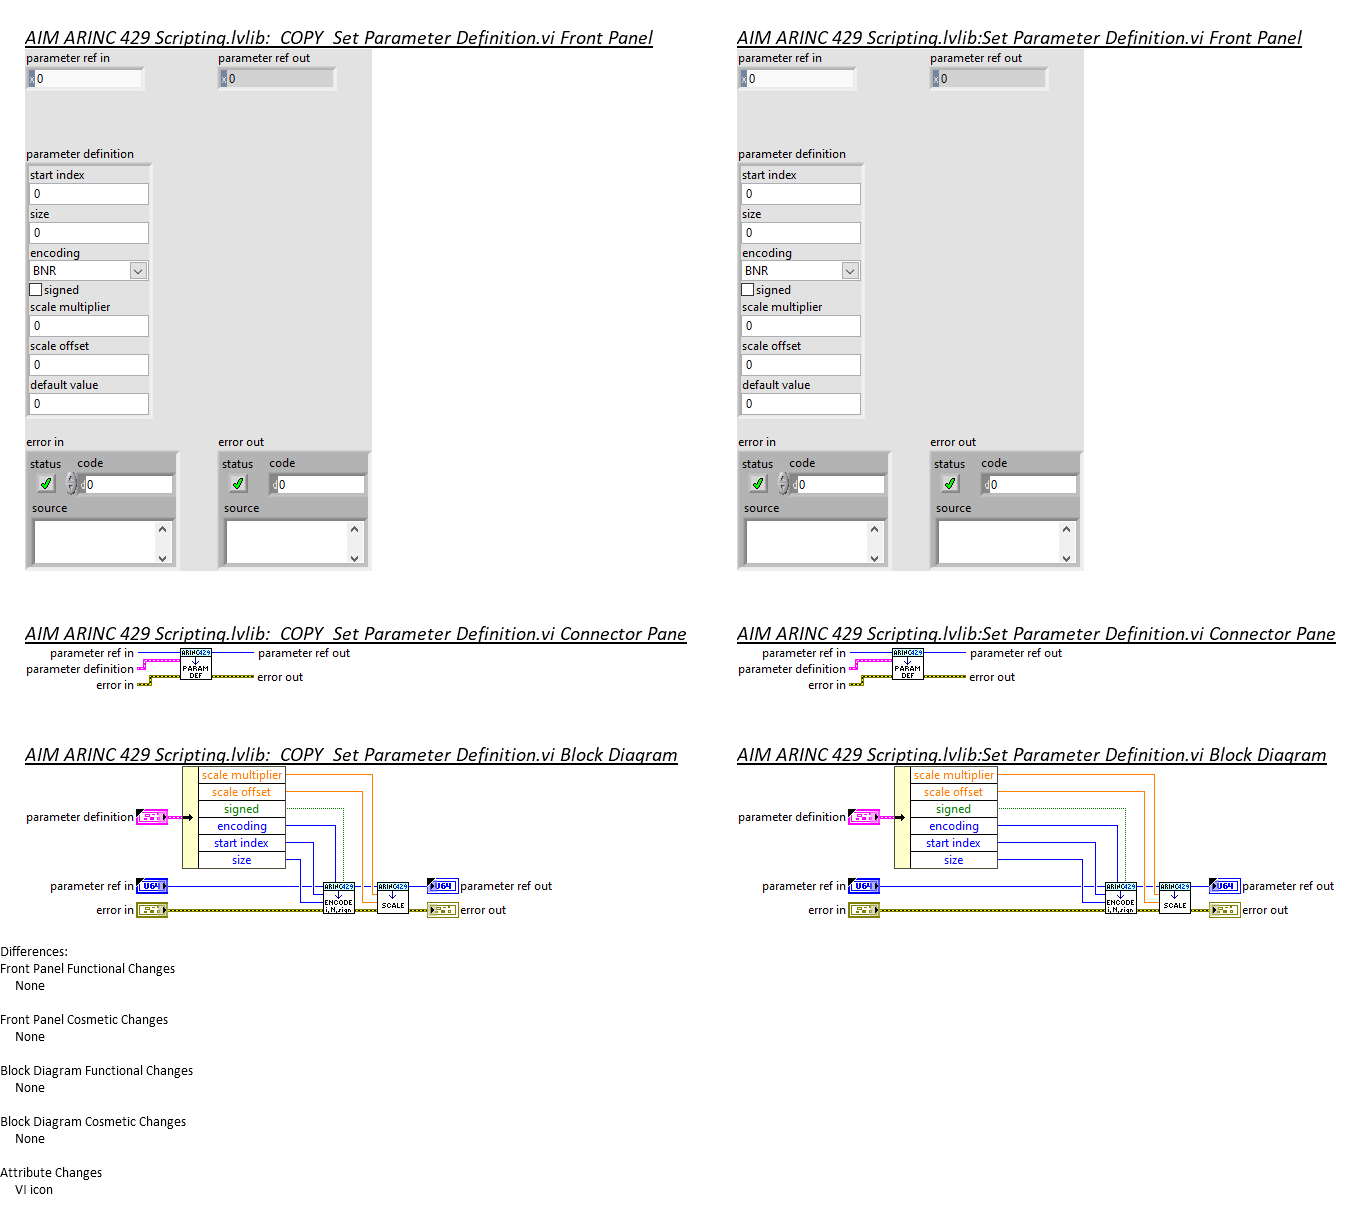 AIM ARINC 429 Scripting.lvlib:_COPY_Set Parameter Definition.vi Front Panel
parameter ref in
parameter ref out
x 0
x 0
parameter definition
start index
0
size
0
encoding
BNR
signed
scale multiplier
0
scale offset
0
default value
0
error in
error out
status
code
status
code
d 0
d 0
source
source
AIM ARINC 429 Scripting.lvlib:Set Parameter Definition.vi Front Panel
parameter ref in
parameter ref out
x 0
x 0
parameter definition
start index
0
size
0
encoding
BNR
signed
scale multiplier
0
scale offset
0
default value
0
error in
error out
status
code
status
code
d 0
d 0
source
source
AIM ARINC 429 Scripting.lvlib:_COPY_Set Parameter Definition.vi Connector Pane
parameter ref in
parameter definition
error in
ARINC429
PARAM
DEF
parameter ref out
error out
AIM ARINC 429 Scripting.lvlib:Set Parameter Definition.vi Connector Pane
parameter ref in
parameter definition
error in
ARINC429
PARAM
DEF
parameter ref out
error out
AIM ARINC 429 Scripting.lvlib:_COPY_Set Parameter Definition.vi Block Diagram
scale multiplier
scale offset
signed
parameter definition
encoding
start index
size
parameter ref in
U64
ARINC429
ENCODE
i,N,sign
ARINC429
SCALE
U64
parameter ref out
error in
error out
AIM ARINC 429 Scripting.lvlib:Set Parameter Definition.vi Block Diagram
scale multiplier
scale offset
signed
parameter definition
encoding
start index
size
parameter ref in
U64
ARINC429
ENCODE
i,N,sign
ARINC429
SCALE
U64
parameter ref out
error in
error out
Differences:
Front Panel Functional Changes
None
Front Panel Cosmetic Changes
None
Block Diagram Functional Changes
None
Block Diagram Cosmetic Changes
None
Attribute Changes
VI icon